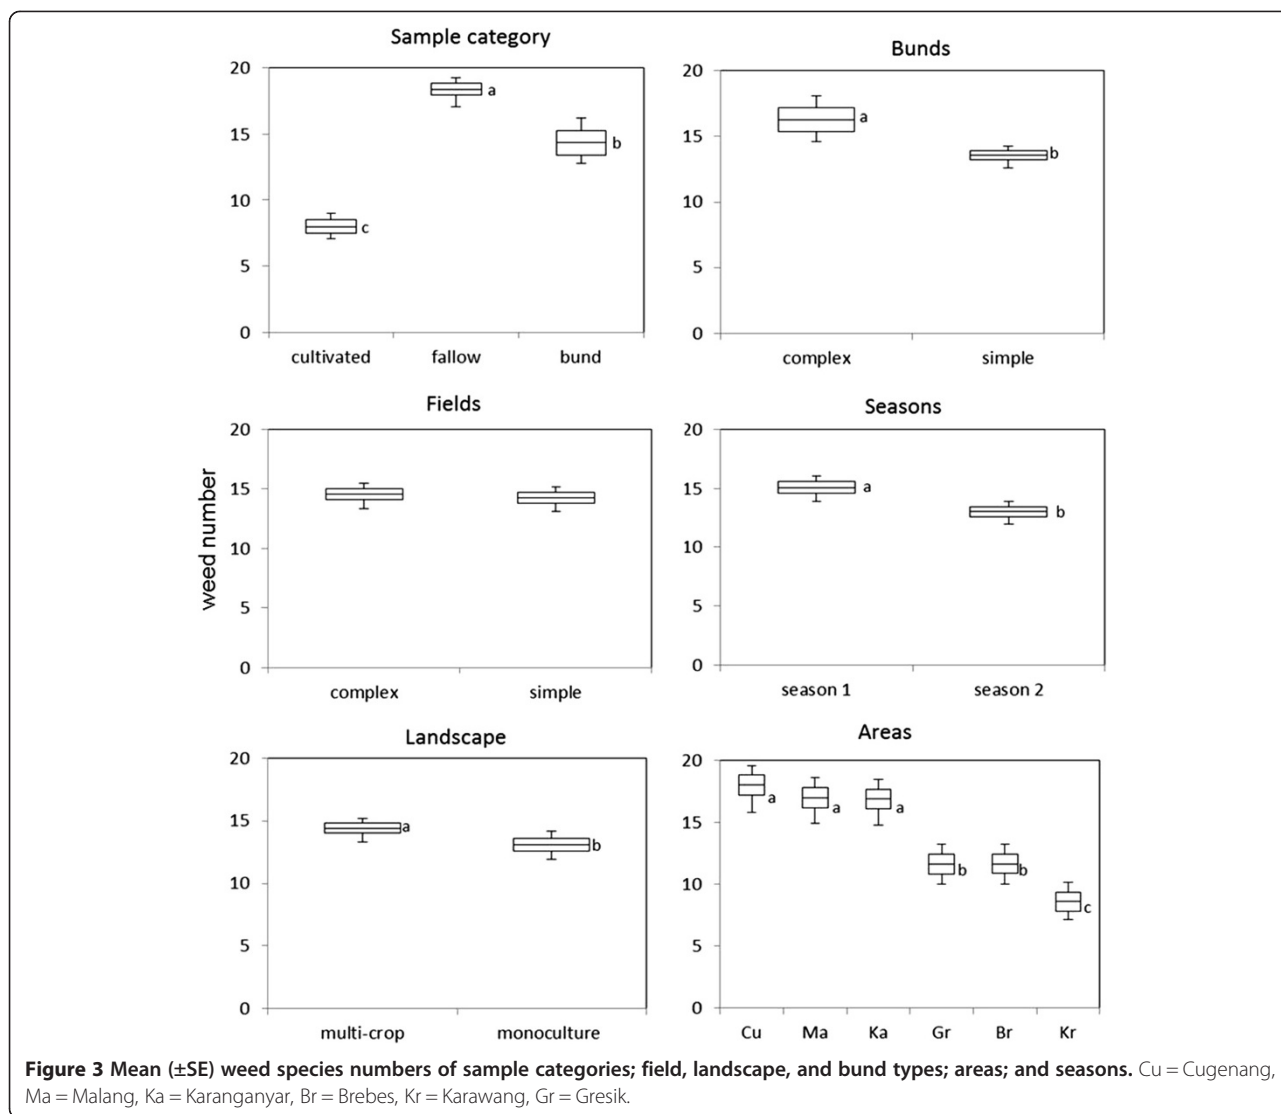 Sample category
20
15
10
5
0
a
b
c
cultivated fallow bund
Bunds
20
15
10
5
0
a
b
complex simple
Fields
weed number
20
15
10
5
0
complex simple
Seasons
20
15
10
5
0
a
b
season 1 season 2
Landscape
20
15
10
5
0
a
b
multi-crop monoculture
Areas
20
15
10
5
0
a a a
b b
c
Cu Ma Ka Gr Br Kr
Figure 3 Mean (±SE) weed species numbers of sample categories; field, landscape, and bund types; areas; and seasons. Cu = Cugenang,
Ma = Malang, Ka = Karanganyar, Br = Brebes, Kr = Karawang, Gr = Gresik.